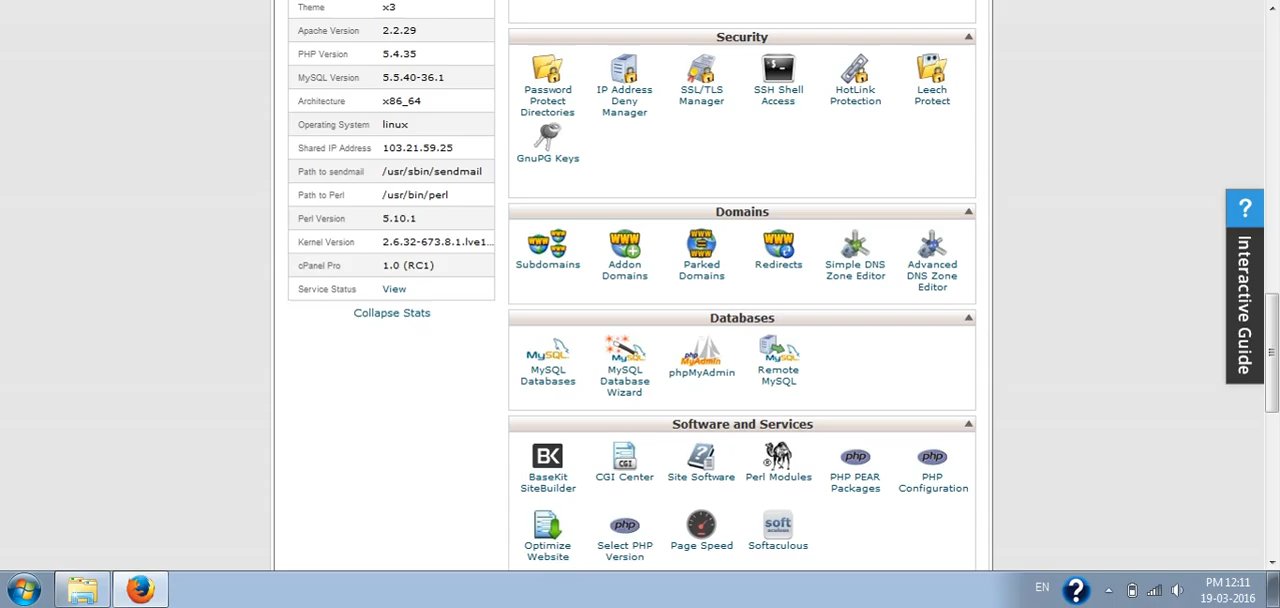 Theme x3
Apache Version 2.2.29
PHP Version 5.4.35
MySQL Version 5.5.40-36.1
Architecture x86_64
Operating System linux
Shared IP Address 103.21.59.25
Path to sendmail /usr/sbin/sendmail
Path to Perl /usr/bin/perl
Perl Version 5.10.1
Kernel Version 2.6.32-673.8.1.lve1...
cPanel Pro 1.0 (RC1)
Service Status View
Collapse Stats
Security
Password Protect Directories
IP Address Deny Manager
SSL/TLS Manager
SSH Shell Access
HotLink Protection
Leech Protect
GnuPG Keys
Domains
Subdomains
Addon Domains
Parked Domains
Redirects
Simple DNS Zone Editor
Advanced DNS Zone Editor
Databases
MySQL Databases
MySQL Database Wizard
phpMyAdmin
Remote MySQL
Software and Services
BK
BaseKit SiteBuilder
CGI
CGI Center
Site Software
Perl Modules
php
PHP PEAR Packages
php
PHP Configuration
Optimize Website
php
Select PHP Version
Page Speed
soft
Softaculous
?
Interactive Guide
EN
?
PM 12:11
19-03-2016